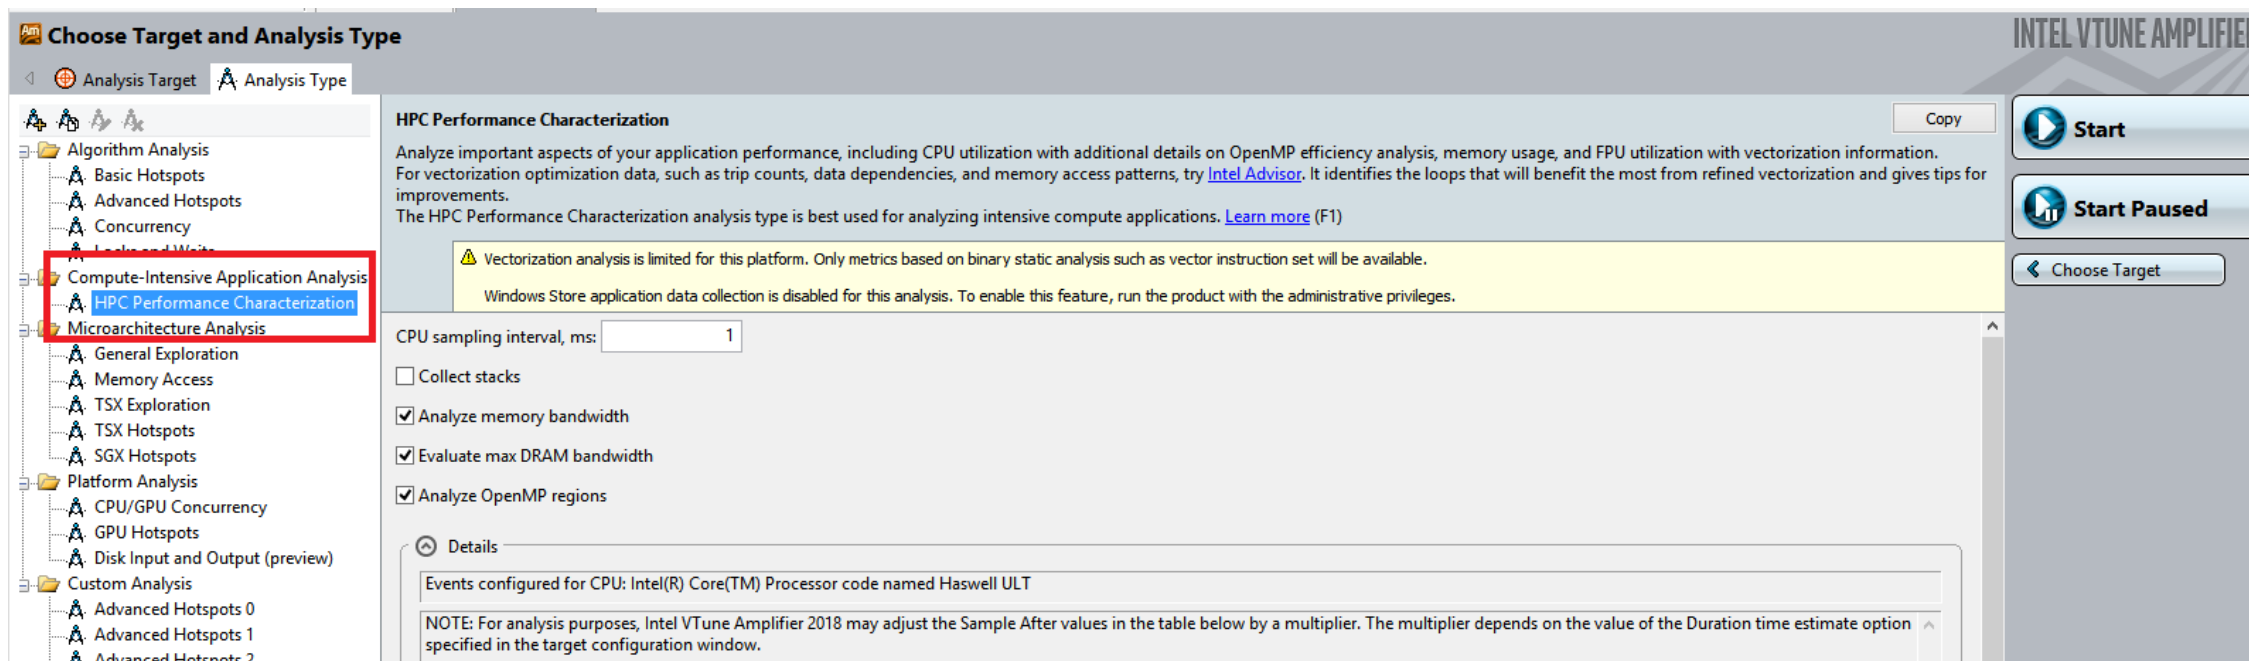 Choose Target and Analysis Type
INTEL VTUNE AMPLIFIER
Analysis Target
Analysis Type
Algorithm Analysis
Basic Hotspots
Advanced Hotspots
Concurrency
Locks and Waits
Compute-Intensive Application Analysis
HPC Performance Characterization
Microarchitecture Analysis
General Exploration
Memory Access
TSX Exploration
TSX Hotspots
SGX Hotspots
Platform Analysis
CPU/GPU Concurrency
GPU Hotspots
Disk Input and Output (preview)
Custom Analysis
Advanced Hotspots 0
Advanced Hotspots 1
Advanced Hotspots 2
HPC Performance Characterization
Copy
Analyze important aspects of your application performance, including CPU utilization with additional details on OpenMP efficiency analysis, memory usage, and FPU utilization with vectorization information.
For vectorization optimization data, such as trip counts, data dependencies, and memory access patterns, try Intel Advisor. It identifies the loops that will benefit the most from refined vectorization and gives tips for
improvements.
The HPC Performance Characterization analysis type is best used for analyzing intensive compute applications. Learn more (F1)
Vectorization analysis is limited for this platform. Only metrics based on binary static analysis such as vector instruction set will be available.
Windows Store application data collection is disabled for this analysis. To enable this feature, run the product with the administrative privileges.
CPU sampling interval, ms: 1
Collect stacks
Analyze memory bandwidth
Evaluate max DRAM bandwidth
Analyze OpenMP regions
Details
Events configured for CPU: Intel(R) Core(TM) Processor code named Haswell ULT
NOTE: For analysis purposes, Intel VTune Amplifier 2018 may adjust the Sample After values in the table below by a multiplier. The multiplier depends on the value of the Duration time estimate option
specified in the target configuration window.
Start
Start Paused
Choose Target